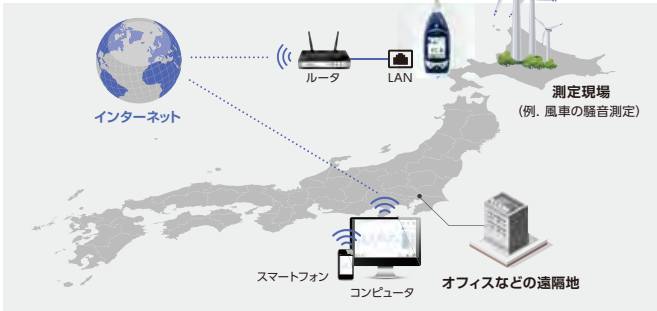 ルータ
LAN
測定現場
(例. 風車の騒音測定)
インターネット
スマートフォン
コンピュータ
オフィスなどの遠隔地